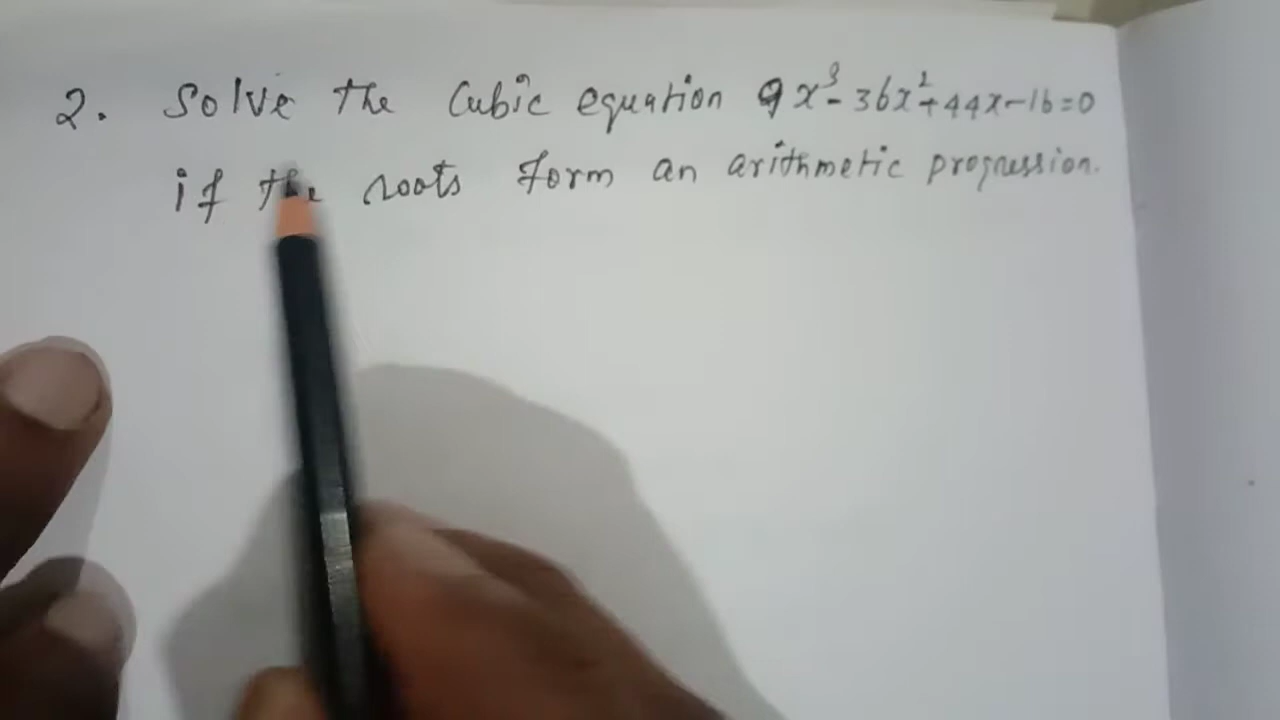 2. Solve the Cubic equation 9x³-36x²+44x-16=0
if the roots form an arithmetic progression.